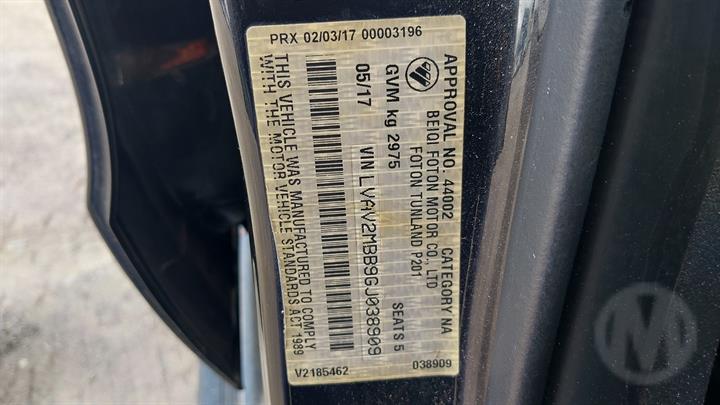 PRX 02/03/17 00003196
APPROVAL NO. 44002 CATEGORY NA
BEIQI FOTON MOTOR CO., LTD
FOTON TUNLAND P201
GVM kg 2975 SEATS 5
05/17 VIN LVAV2MBB9GJ038909
THIS VEHICLE WAS MANUFACTURED TO COMPLY
WITH THE MOTOR VEHICLE STANDARDS ACT 1989
V2185462 038909
M